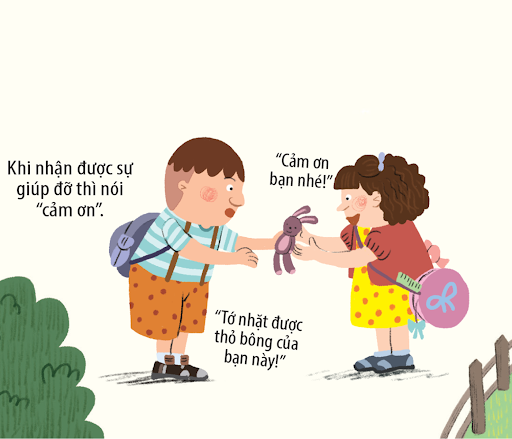 Khi nhận được sự
giúp đỡ thì nói
“cảm ơn”.
“Cảm ơn
bạn nhé!”
“Tớ nhặt được
thỏ bông của
bạn này!”